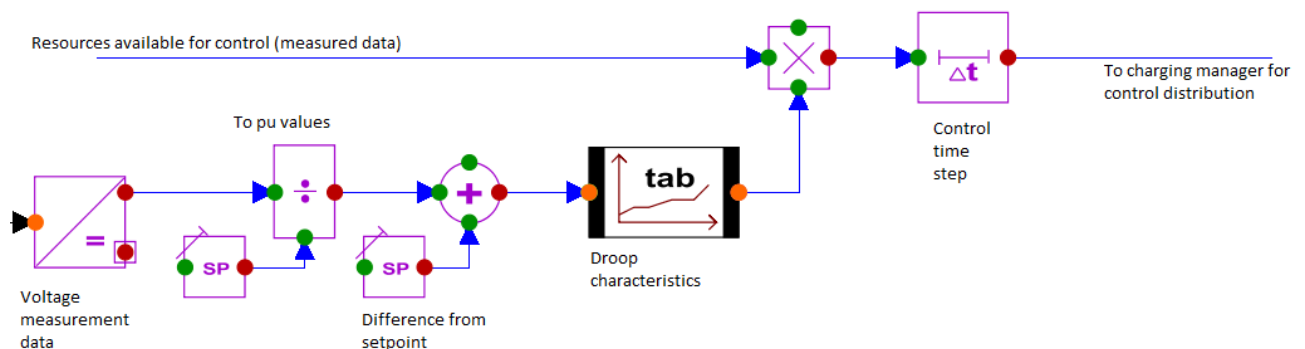 Resources available for control (measured data)
Δt
To charging manager for
control distribution
To pu values
Control
time
step
÷
+
tab
=
SP
SP
Voltage
measurement
data
Difference from
setpoint
Droop
characteristics